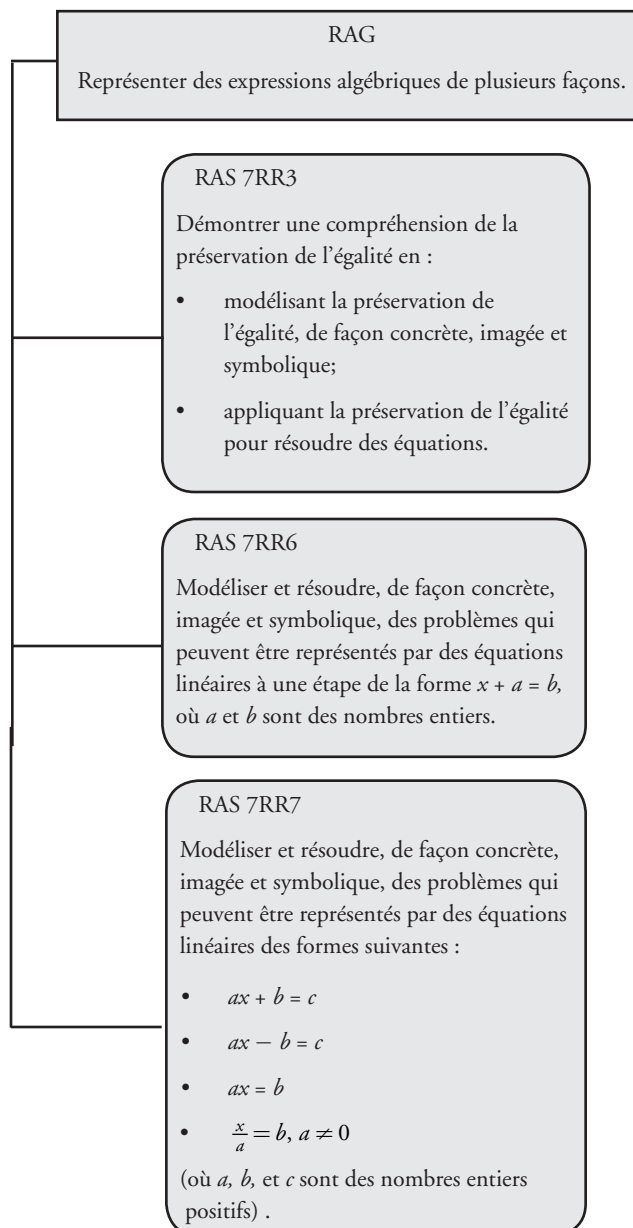 RAG
Représenter des expressions algébriques de plusieurs façons.
RAS 7RR3
Démontrer une compréhension de la
préservation de l’égalité en :
• modélisant la préservation de
l’égalité, de façon concrète, imagée et
symbolique;
• appliquant la préservation de l’égalité
pour résoudre des équations.
RAS 7RR6
Modéliser et résoudre, de façon concrète,
imagée et symbolique, des problèmes qui
peuvent être représentés par des équations
linéaires à une étape de la forme x + a = b,
où a et b sont des nombres entiers.
RAS 7RR7
Modéliser et résoudre, de façon concrète,
imagée et symbolique, des problèmes qui
peuvent être représentés par des équations
linéaires des formes suivantes :
• ax + b = c
• ax − b = c
• ax = b
• x/a = b, a ≠ 0
(où a, b, et c sont des nombres entiers
positifs) .